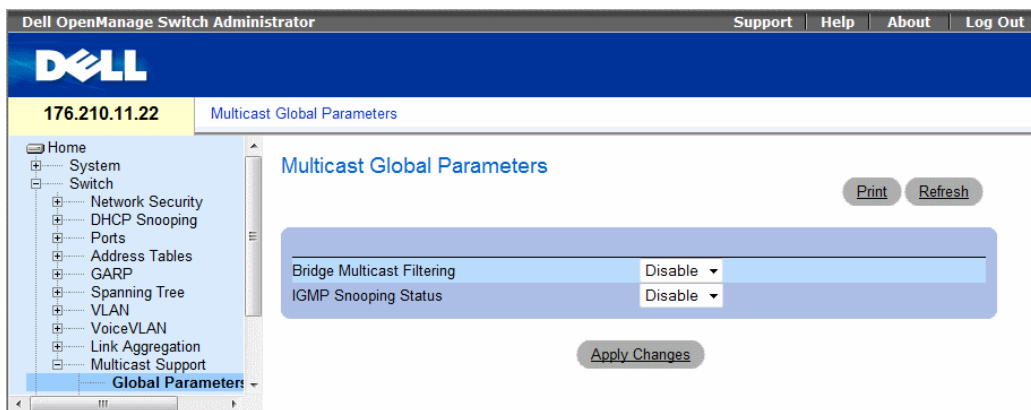 Dell OpenManage Switch Administrator Support Help About Log Out
DELL
176.210.11.22 Multicast Global Parameters
Home
System
Switch
Network Security
DHCP Snooping
Ports
Address Tables
GARP
Spanning Tree
VLAN
VoiceVLAN
Link Aggregation
Multicast Support
Global Parameters
Multicast Global Parameters
Print Refresh
Bridge Multicast Filtering Disable
IGMP Snooping Status Disable
Apply Changes